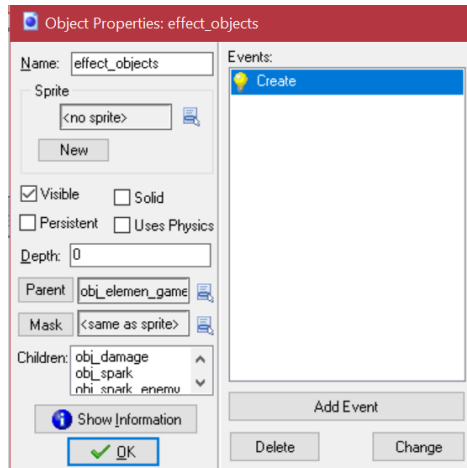 Object Properties: effect_objects
Name: effect_objects
Sprite
<no sprite>
New
Visible Solid
Persistent Uses Physics
Depth: 0
Parent obj_elemen_game
Mask <same as sprite>
Children: obj_damage
obj_spark
obj_spark_enemy
Show Information
OK
Events:
Create
Add Event
Delete Change